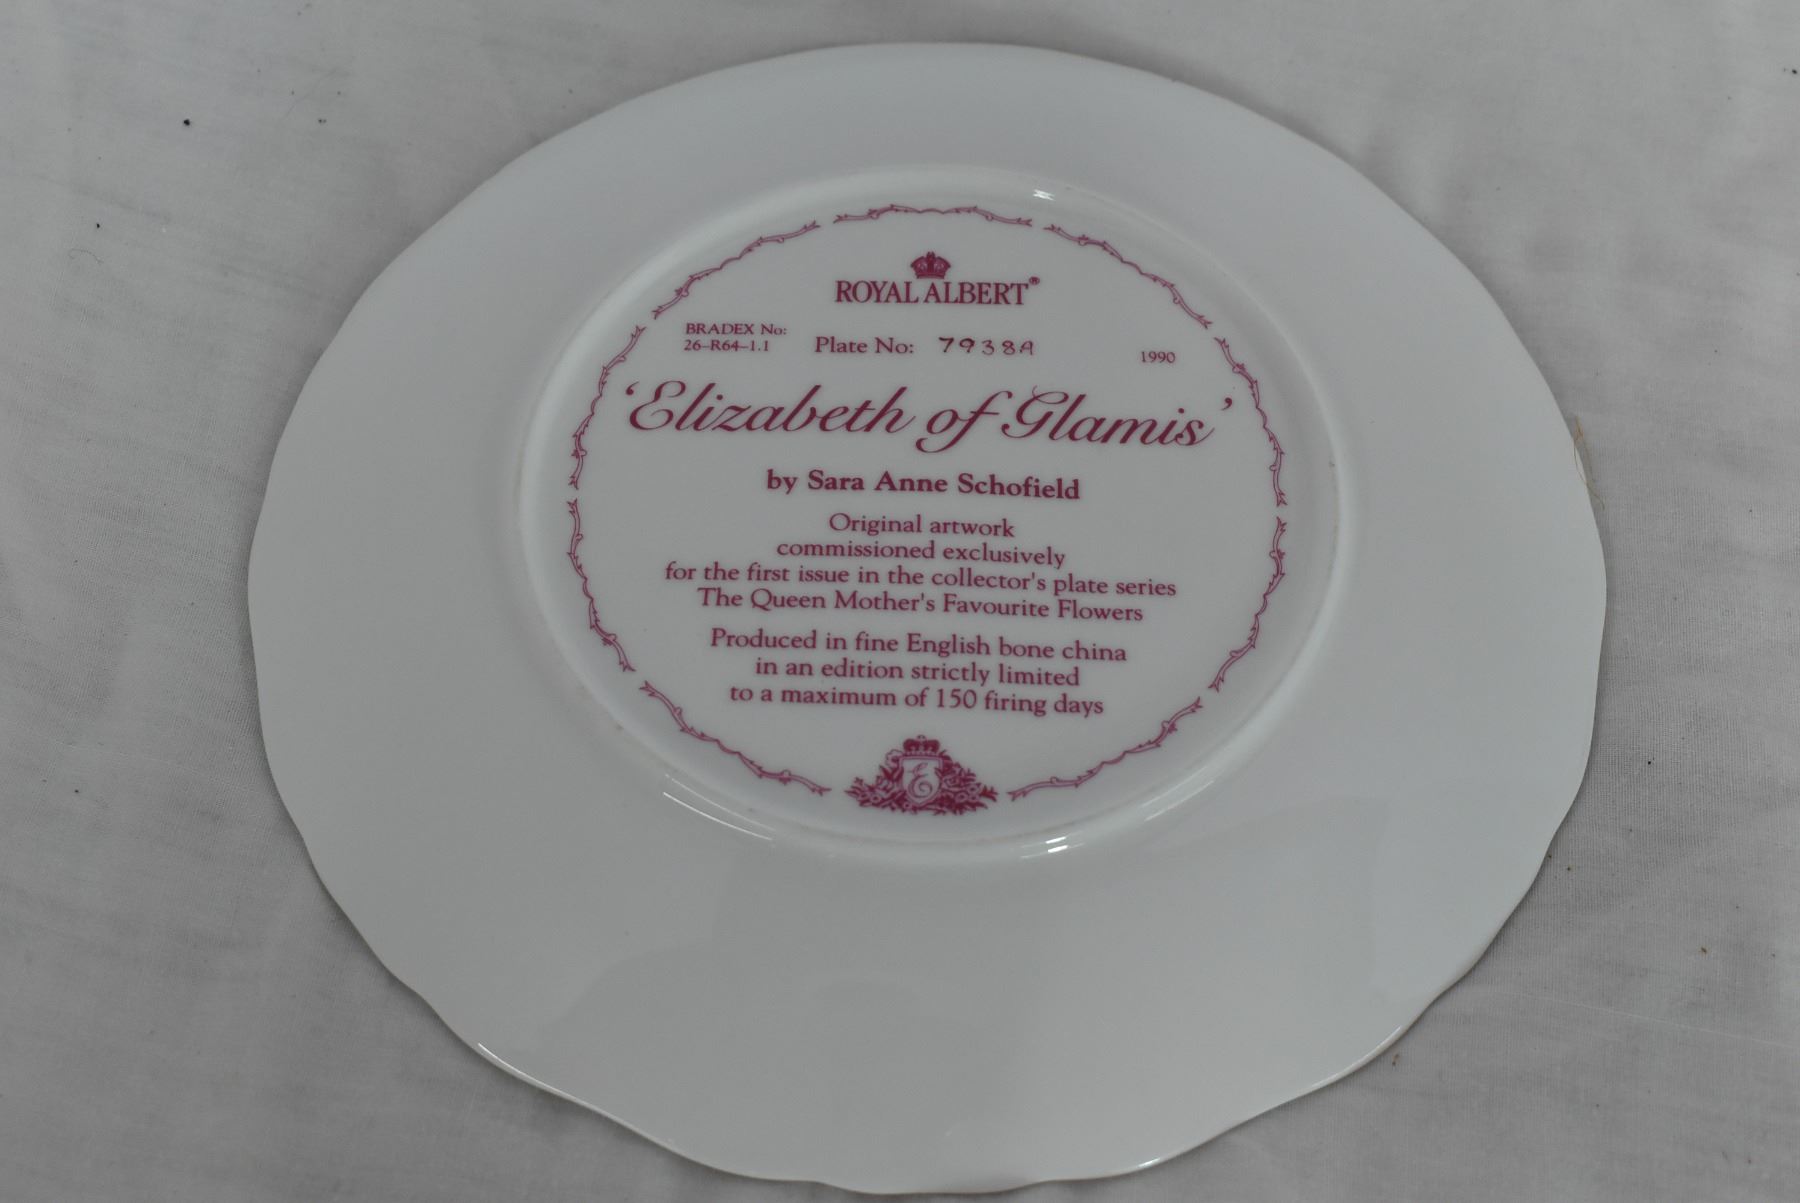 ROYAL ALBERT®
BRADEX No:
26-R64-1.1
Plate No: 7938A
1990
'Elizabeth of Glamis'
by Sara Anne Schofield
Original artwork
commissioned exclusively
for the first issue in the collector's plate series
The Queen Mother's Favourite Flowers
Produced in fine English bone china
in an edition strictly limited
to a maximum of 150 firing days
E